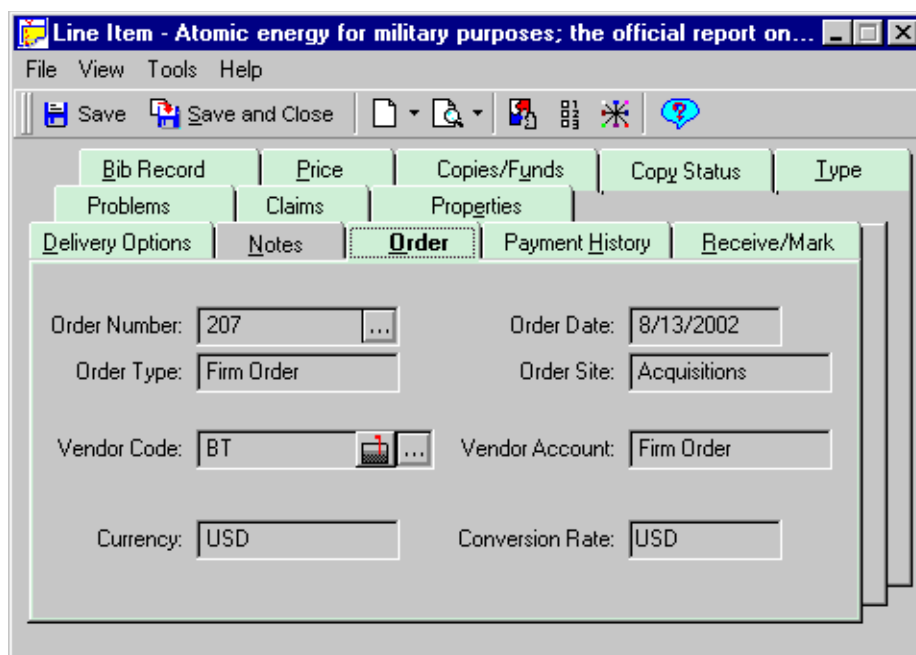 Line Item - Atomic energy for military purposes; the official report on...
File View Tools Help
Save Save and Close
Bib Record Price Copies/Funds Copy Status Type
Problems Claims Properties
Delivery Options Notes Order Payment History Receive/Mark
Order Number: 207 ... Order Date: 8/13/2002
Order Type: Firm Order Order Site: Acquisitions
Vendor Code: BT ... Vendor Account: Firm Order
Currency: USD Conversion Rate: USD